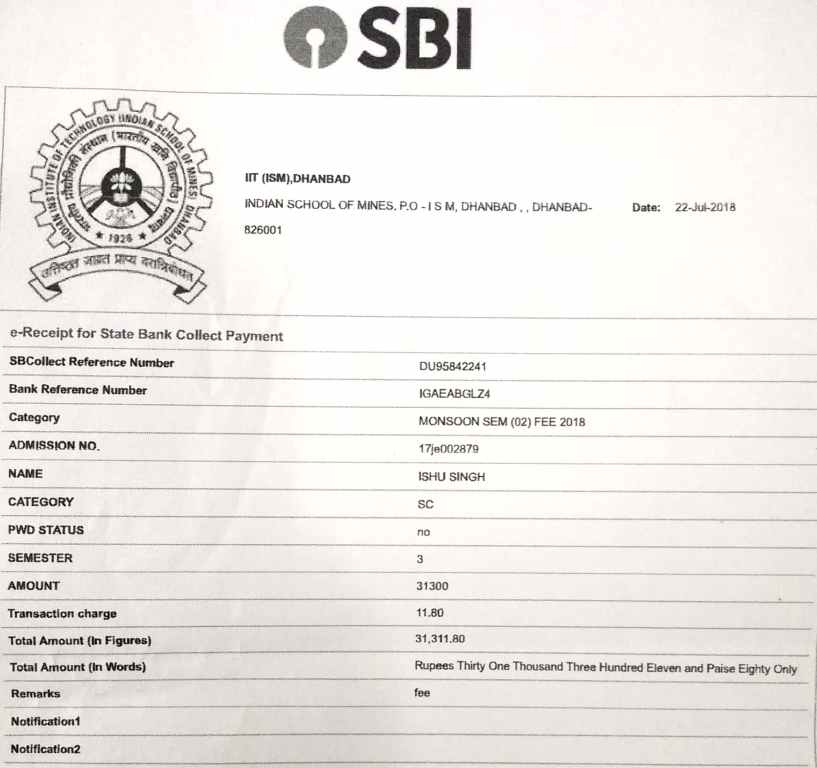 SBI
INDIAN INSTITUTE OF TECHNOLOGY (INDIAN SCHOOL OF MINES) DHANBAD
भारतीय प्रौद्योगिकी संस्थान (भारतीय खनि विद्यापीठ) धनबाद
★ 1926 ★
उत्तिष्ठत जाग्रत प्राप्य वरान्निबोधत
IIT (ISM),DHANBAD
INDIAN SCHOOL OF MINES, P.O - I S M, DHANBAD , , DHANBAD-
826001
Date: 22-Jul-2018
e-Receipt for State Bank Collect Payment
SBCollect Reference Number DU95842241
Bank Reference Number IGAEABGLZ4
Category MONSOON SEM (02) FEE 2018
ADMISSION NO. 17je002879
NAME ISHU SINGH
CATEGORY SC
PWD STATUS no
SEMESTER 3
AMOUNT 31300
Transaction charge 11.80
Total Amount (In Figures) 31,311.80
Total Amount (In Words) Rupees Thirty One Thousand Three Hundred Eleven and Paise Eighty Only
Remarks fee
Notification1
Notification2